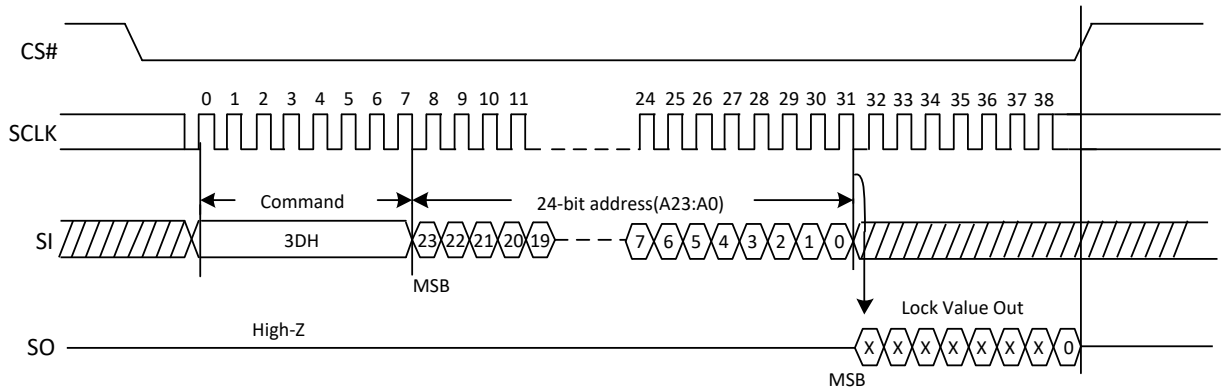 CS#
0 1 2 3 4 5 6 7 8 9 10 11 24 25 26 27 28 29 30 31 32 33 34 35 36 37 38
SCLK
Command 24-bit address(A23:A0)
SI 3DH 23 22 21 20 19 7 6 5 4 3 2 1 0
MSB
High-Z Lock Value Out
SO X X X X X X X 0
MSB